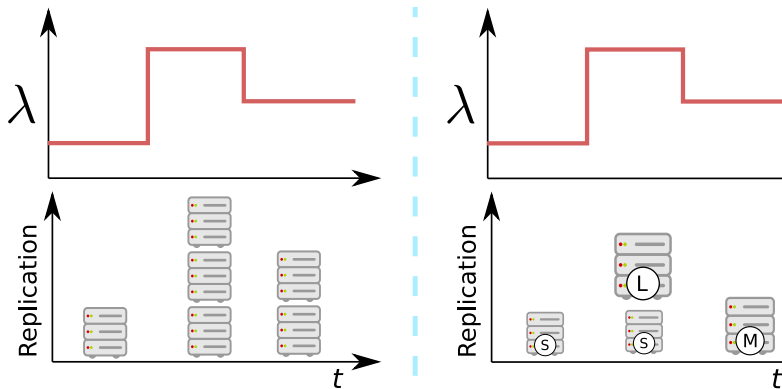 λ
Replication
t
λ
Replication
L
S
S
M
t